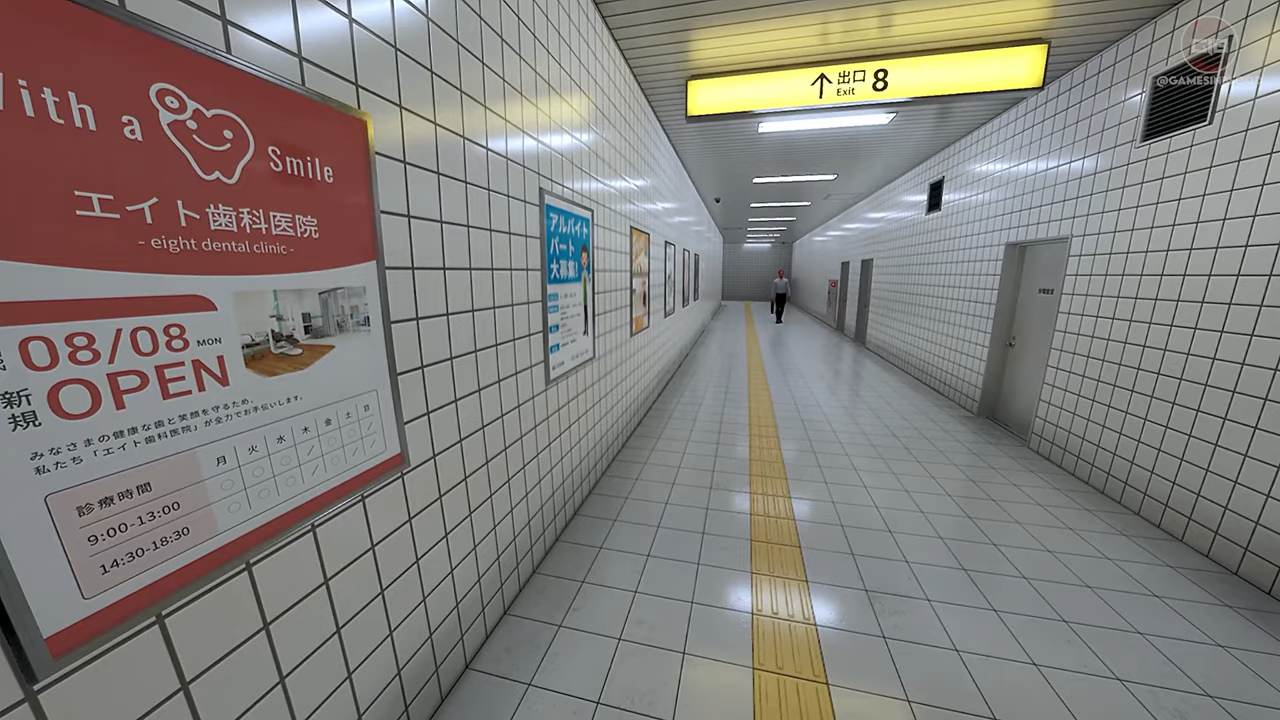 With a Smile
エイト歯科医院
- eight dental clinic -
08/08 MON
新規 OPEN
みなさまの健康な歯と笑顔を守るため、
私たち「エイト歯科医院」が全力でお手伝いします。
診療時間 月 火 水 木 金 土 日
9:00-13:00 ○ ○ ○ / ○ ○ /
14:30-18:30 ○ ○ ○ / ○ / /
アルバイト
パート
大募集!
↑ 出口 8
Exit